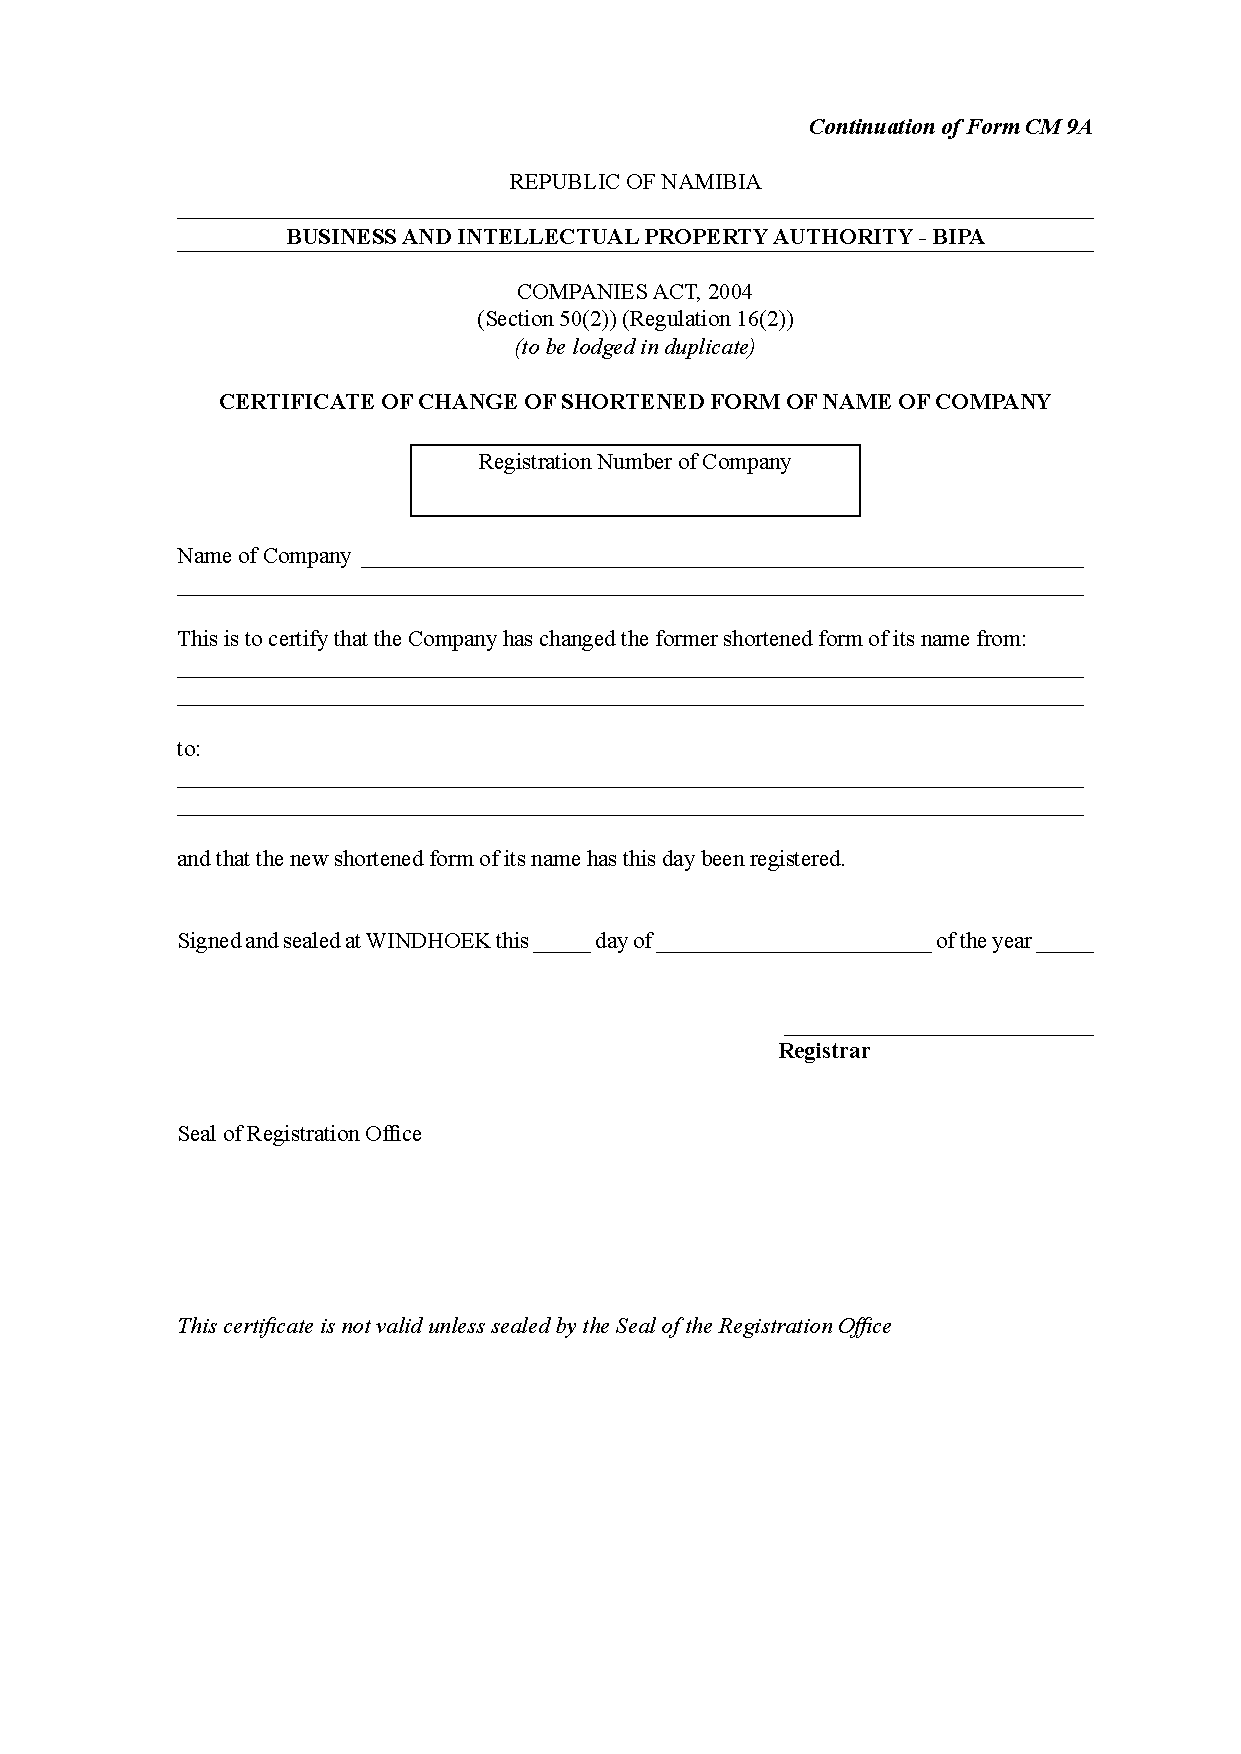 Continuation of Form CM 9A
REPUBLIC OF NAMIBIA
BUSINESS AND INTELLECTUAL PROPERTY AUTHORITY - BIPA
COMPANIES ACT, 2004
(Section 50(2)) (Regulation 16(2))
(to be lodged in duplicate)
CERTIFICATE OF CHANGE OF SHORTENED FORM OF NAME OF COMPANY
Registration Number of Company
Name of Company
This is to certify that the Company has changed the former shortened form of its name from:
to:
and that the new shortened form of its name has this day been registered.
Signed and sealed at WINDHOEK this _____ day of ________________________ of the year _____
Registrar
Seal of Registration Office
This certificate is not valid unless sealed by the Seal of the Registration Office